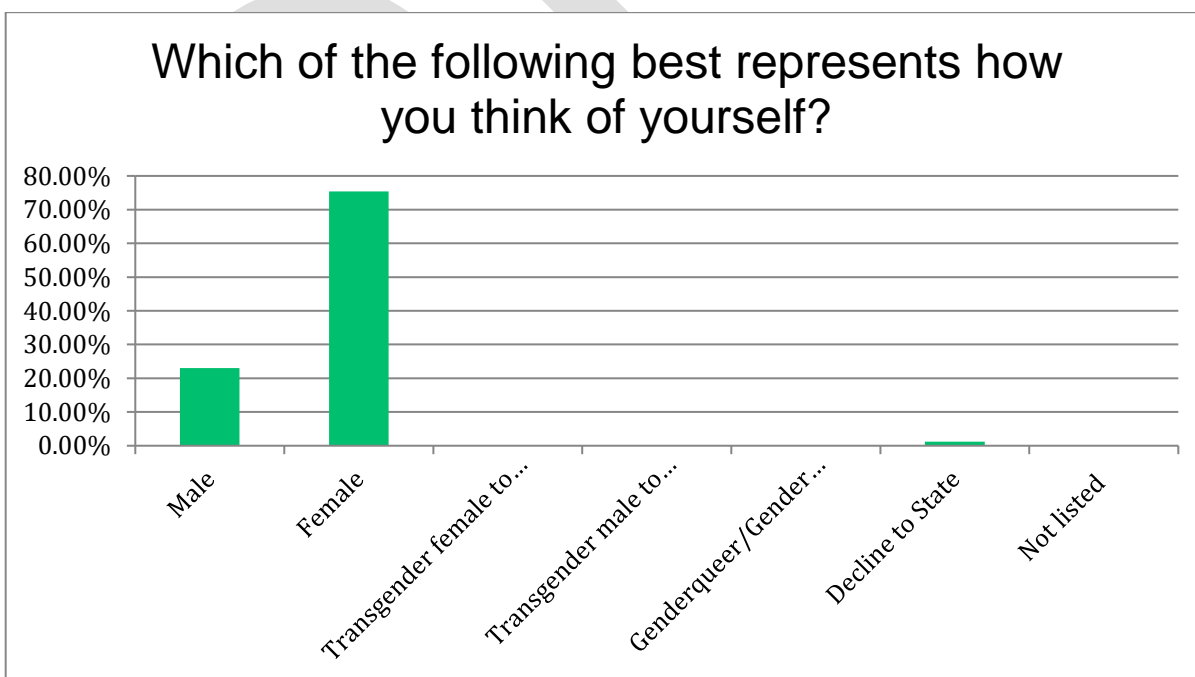 Which of the following best represents how
you think of yourself?
80.00%
70.00%
60.00%
50.00%
40.00%
30.00%
20.00%
10.00%
0.00%
Male
Female
Transgender female to...
Transgender male to...
Genderqueer/Gender...
Decline to State
Not listed